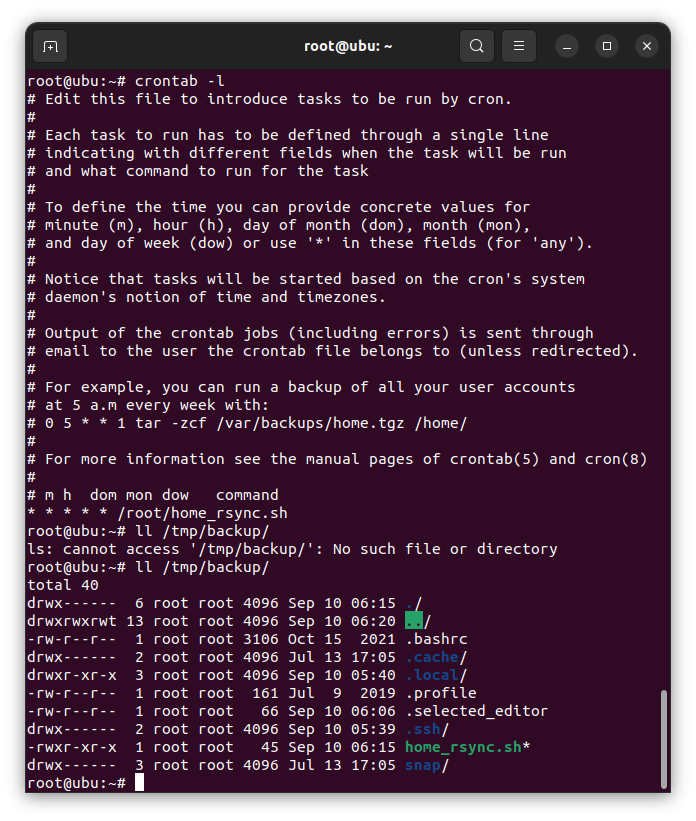 root@ubu: ~
root@ubu:~# crontab -l
# Edit this file to introduce tasks to be run by cron.
#
# Each task to run has to be defined through a single line
# indicating with different fields when the task will be run
# and what command to run for the task
#
# To define the time you can provide concrete values for
# minute (m), hour (h), day of month (dom), month (mon),
# and day of week (dow) or use '*' in these fields (for 'any').
#
# Notice that tasks will be started based on the cron's system
# daemon's notion of time and timezones.
#
# Output of the crontab jobs (including errors) is sent through
# email to the user the crontab file belongs to (unless redirected).
#
# For example, you can run a backup of all your user accounts
# at 5 a.m every week with:
# 0 5 * * 1 tar -zcf /var/backups/home.tgz /home/
#
# For more information see the manual pages of crontab(5) and cron(8)
#
# m h  dom mon dow   command
* * * * * /root/home_rsync.sh
root@ubu:~# ll /tmp/backup/
ls: cannot access '/tmp/backup/': No such file or directory
root@ubu:~# ll /tmp/backup/
total 40
drwx------  6 root root 4096 Sep 10 06:15 ./
drwxrwxrwt 13 root root 4096 Sep 10 06:20 ../
-rw-r--r--  1 root root 3106 Oct 15  2021 .bashrc
drwx------  2 root root 4096 Jul 13 17:05 .cache/
drwxr-xr-x  3 root root 4096 Sep 10 05:40 .local/
-rw-r--r--  1 root root  161 Jul  9  2019 .profile
-rw-r--r--  1 root root   66 Sep 10 06:06 .selected_editor
drwx------  2 root root 4096 Sep 10 05:39 .ssh/
-rwxr-xr-x  1 root root   45 Sep 10 06:15 home_rsync.sh*
drwx------  3 root root 4096 Jul 13 17:05 snap/
root@ubu:~#